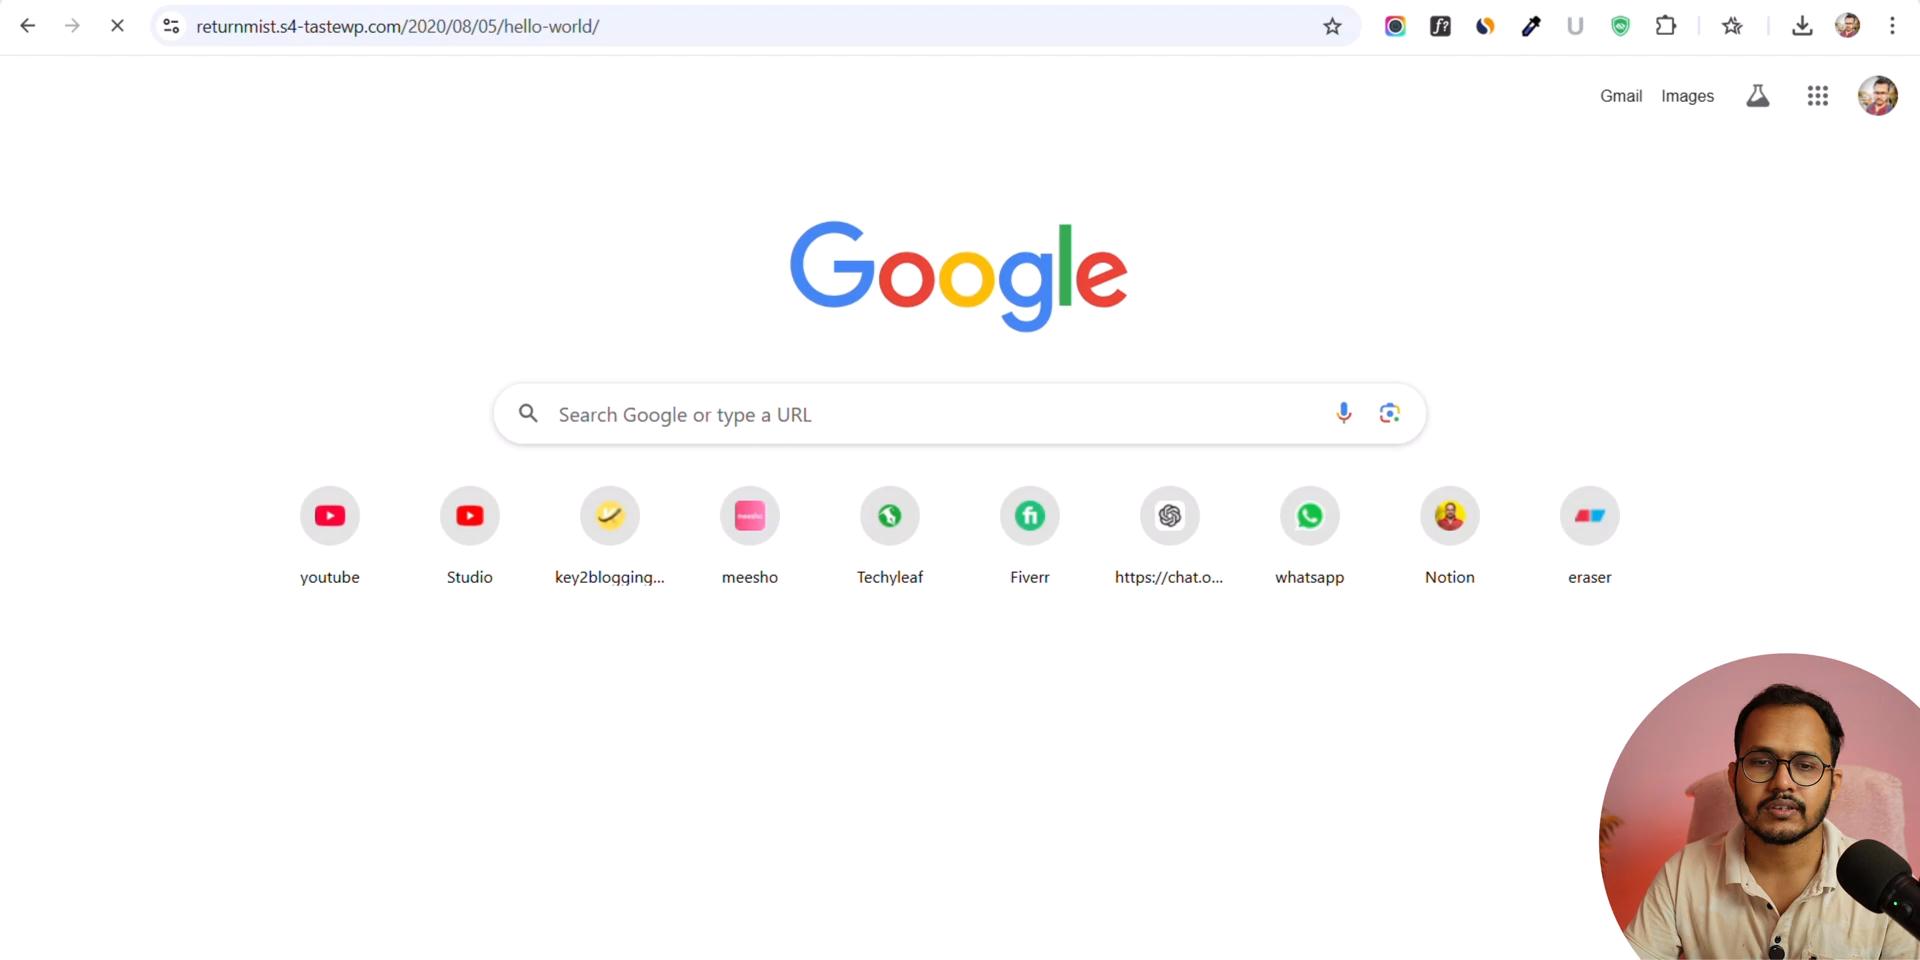 returnmist.s4-tastewp.com/2020/08/05/hello-world/
Gmail Images
Google
Search Google or type a URL
youtube
Studio
key2blogging...
meesho
meesho
Techyleaf
Fiverr
https://chat.o...
whatsapp
Notion
eraser